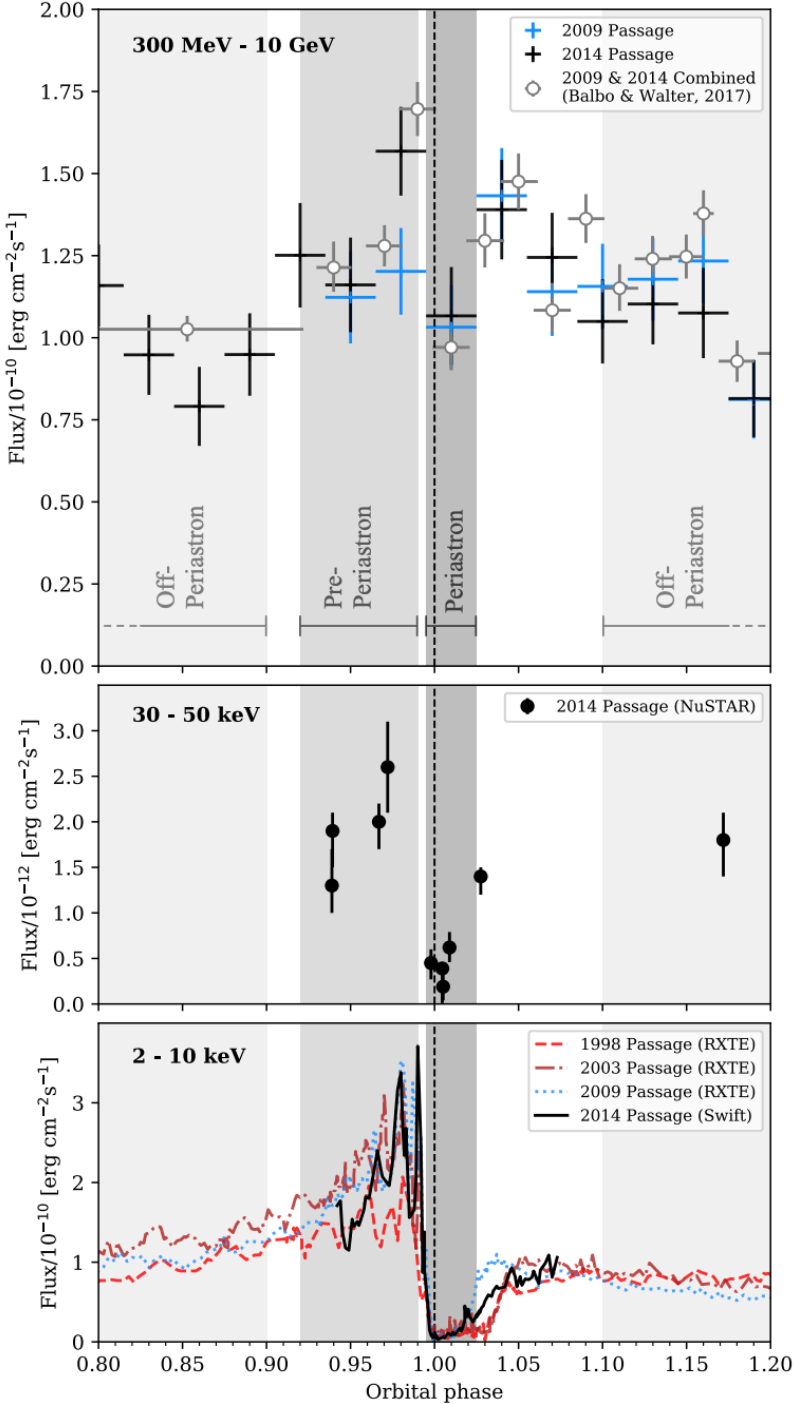 300 MeV - 10 GeV
2009 Passage
2014 Passage
2009 & 2014 Combined
(Balbo & Walter, 2017)
2.00
1.75
1.50
1.25
1.00
0.75
0.50
0.25
0.00
Flux/10⁻¹⁰ [erg cm⁻²s⁻¹]
Off-
Periastron
Pre-
Periastron
Periastron
Off-
Periastron
30 - 50 keV
2014 Passage (NuSTAR)
3.0
2.5
2.0
1.5
1.0
0.5
0.0
Flux/10⁻¹² [erg cm⁻²s⁻¹]
2 - 10 keV
1998 Passage (RXTE)
2003 Passage (RXTE)
2009 Passage (RXTE)
2014 Passage (Swift)
3
2
1
0
Flux/10⁻¹⁰ [erg cm⁻²s⁻¹]
0.80 0.85 0.90 0.95 1.00 1.05 1.10 1.15 1.20
Orbital phase